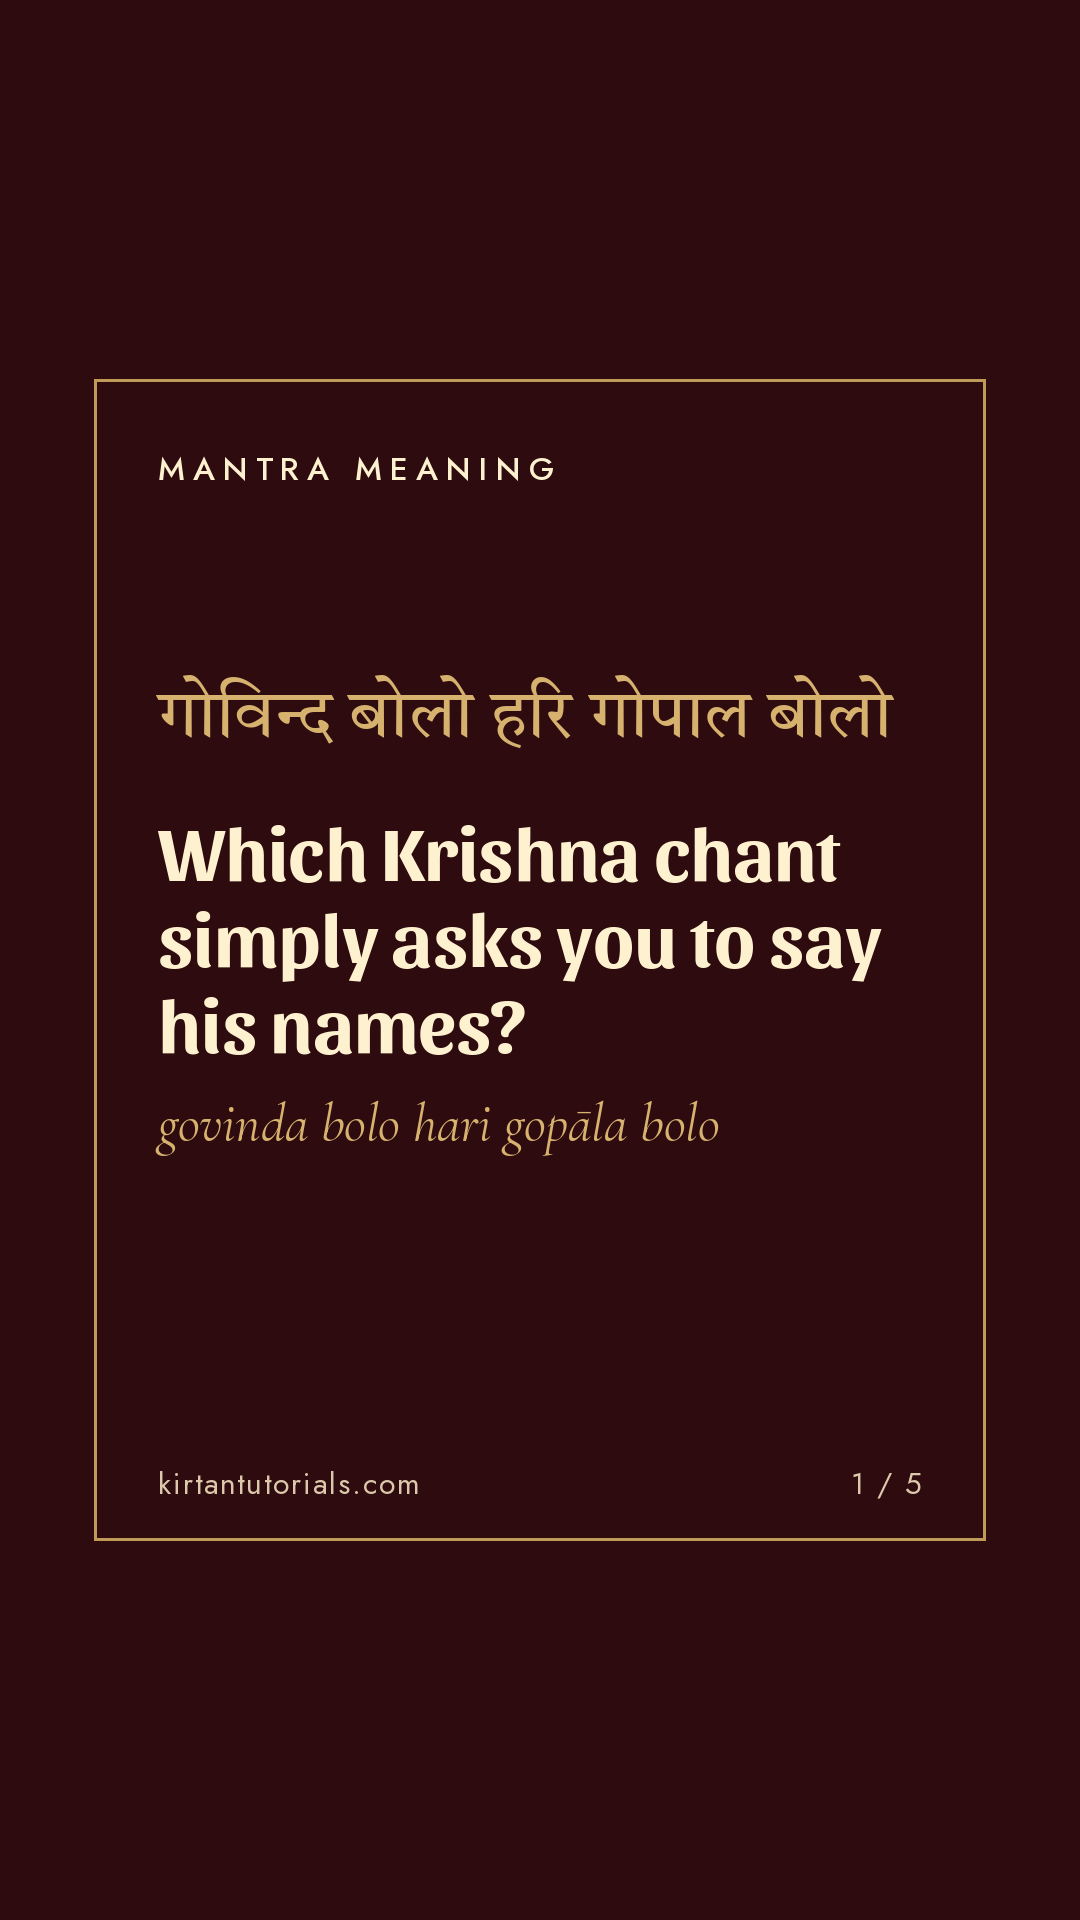 MANTRA MEANING
गोविन्द बोलो हरि गोपाल बोलो
Which Krishna chant
simply asks you to say
his names?
govinda bolo hari gopāla bolo
kirtantutorials.com
1 / 5